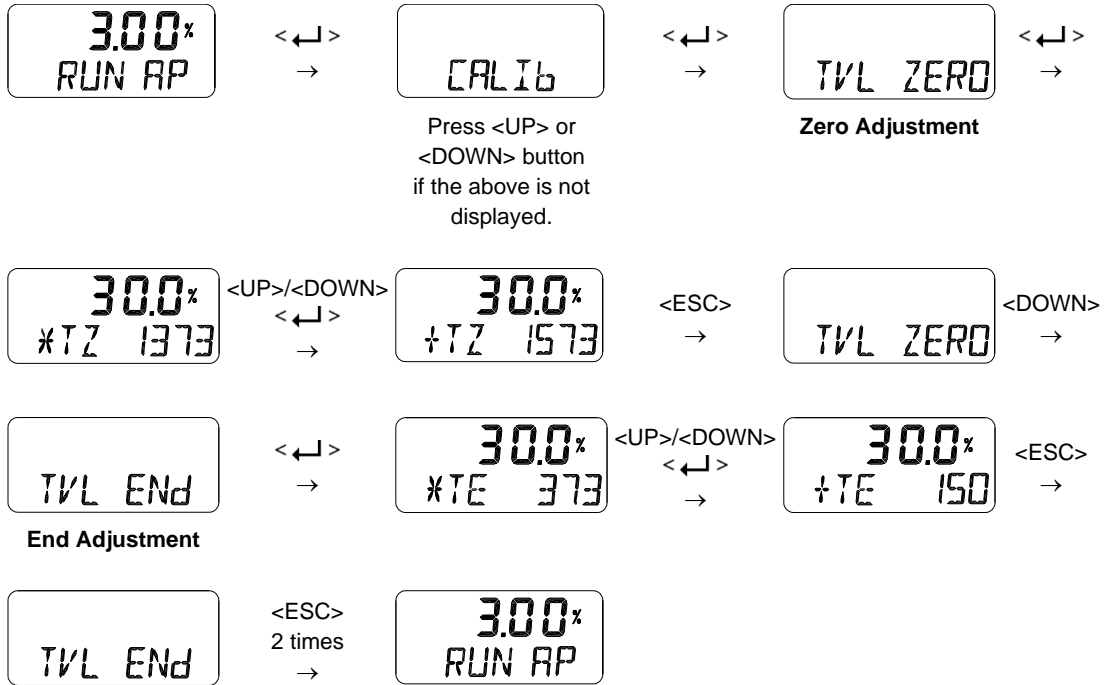 3.00%
RUN AP
< ↵ >
→
CALIb
Press <UP> or
<DOWN> button
if the above is not
displayed.
< ↵ >
→
TVL ZERO
Zero Adjustment
< ↵ >
→
30.0%
*TZ 1373
<UP>/<DOWN>
< ↵ >
→
30.0%
+TZ 1573
<ESC>
→
TVL ZERO
<DOWN>
→
TVL ENd
End Adjustment
< ↵ >
→
30.0%
*TE 373
<UP>/<DOWN>
< ↵ >
→
30.0%
+TE 150
<ESC>
→
TVL ENd
<ESC>
2 times
→
3.00%
RUN AP